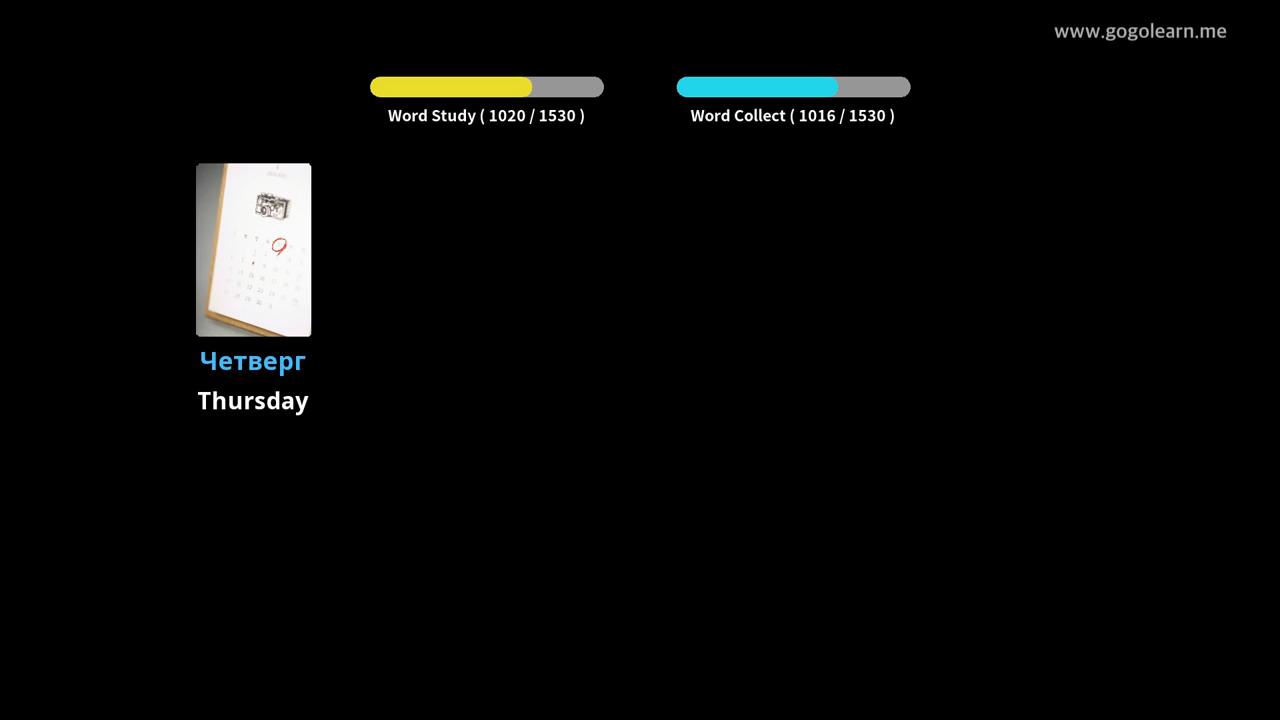 www.gogolearn.me
Word Study ( 1020 / 1530 )
Word Collect ( 1016 / 1530 )
Четверг
Thursday